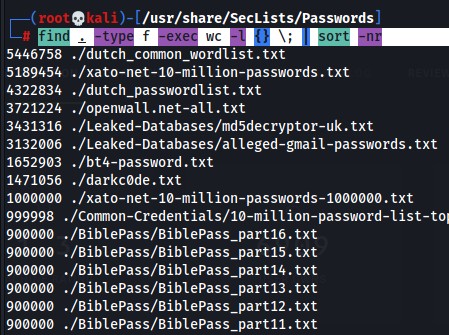 (root💀kali)-[/usr/share/SecLists/Passwords]
# find . -type f -exec wc -l {} \; | sort -nr
5446758 ./dutch_common_wordlist.txt
5189454 ./xato-net-10-million-passwords.txt
4322834 ./dutch_passwordlist.txt
3721224 ./openwall.net-all.txt
3431316 ./Leaked-Databases/md5decryptor-uk.txt
3132006 ./Leaked-Databases/alleged-gmail-passwords.txt
1652903 ./bt4-password.txt
1471056 ./darkc0de.txt
1000000 ./xato-net-10-million-passwords-1000000.txt
999998 ./Common-Credentials/10-million-password-list-top
900000 ./BiblePass/BiblePass_part16.txt
900000 ./BiblePass/BiblePass_part15.txt
900000 ./BiblePass/BiblePass_part14.txt
900000 ./BiblePass/BiblePass_part13.txt
900000 ./BiblePass/BiblePass_part12.txt
900000 ./BiblePass/BiblePass_part11.txt